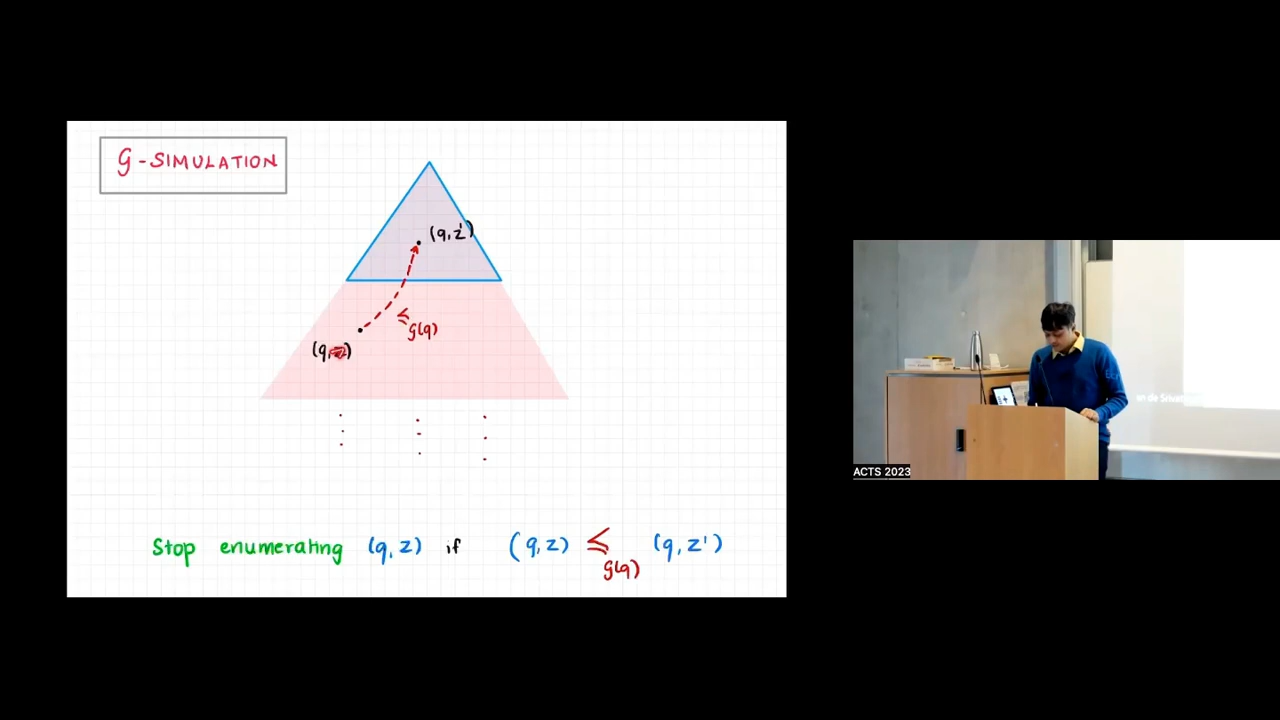 G-SIMULATION
(q,z')
≤g(q)
(q,
Stop enumerating (q,z) if (q,z) ≤g(q) (q,z')
ACTS 2023